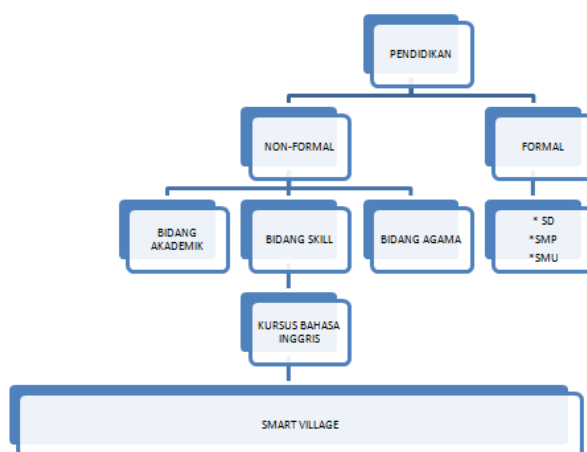 PENDIDIKAN
NON-FORMAL
FORMAL
BIDANG
AKADEMIK
BIDANG SKILL
BIDANG AGAMA
* SD
*SMP
*SMU
KURSUS BAHASA
INGGRIS
SMART VILLAGE